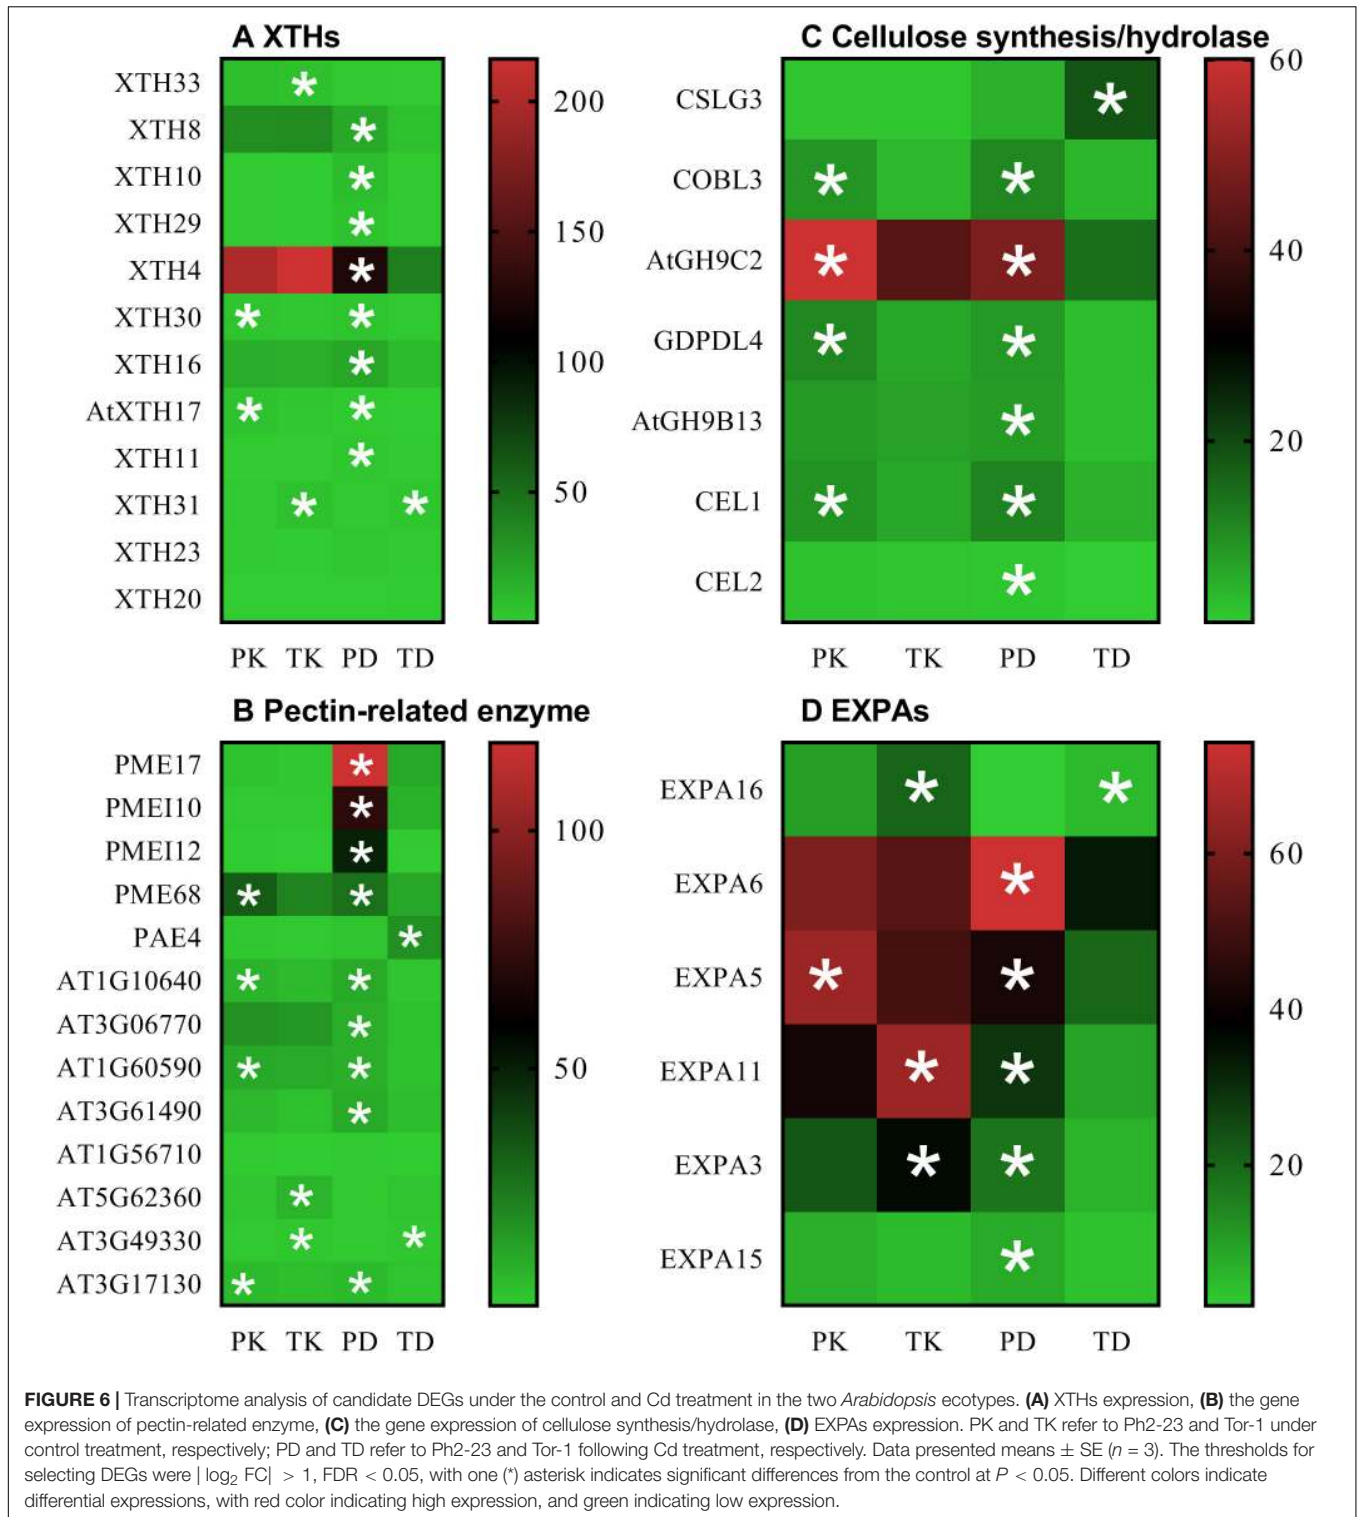 A XTHs
XTH33
XTH8
XTH10
XTH29
XTH4
XTH30
XTH16
AtXTH17
XTH11
XTH31
XTH23
XTH20
* 
*
*
*
*
* *
*
* *
*
* *
200
150
100
50
PK TK PD TD
C Cellulose synthesis/hydrolase
CSLG3
COBL3
AtGH9C2
GDPDL4
AtGH9B13
CEL1
CEL2
*
* *
* *
* *
*
* *
*
60
40
20
PK TK PD TD
B Pectin-related enzyme
PME17
PMEI10
PMEI12
PME68
PAE4
AT1G10640
AT3G06770
AT1G60590
AT3G61490
AT1G56710
AT5G62360
AT3G49330
AT3G17130
*
*
*
* *
*
* *
*
* *
*
*
* *
* *
100
50
PK TK PD TD
D EXPAs
EXPA16
EXPA6
EXPA5
EXPA11
EXPA3
EXPA15
* *
*
* *
* *
* *
*
60
40
20
PK TK PD TD
FIGURE 6 | Transcriptome analysis of candidate DEGs under the control and Cd treatment in the two Arabidopsis ecotypes. (A) XTHs expression, (B) the gene
expression of pectin-related enzyme, (C) the gene expression of cellulose synthesis/hydrolase, (D) EXPAs expression. PK and TK refer to Ph2-23 and Tor-1 under
control treatment, respectively; PD and TD refer to Ph2-23 and Tor-1 following Cd treatment, respectively. Data presented means ± SE (n = 3). The thresholds for
selecting DEGs were | log₂ FC| > 1, FDR < 0.05, with one (*) asterisk indicates significant differences from the control at P < 0.05. Different colors indicate
differential expressions, with red color indicating high expression, and green indicating low expression.